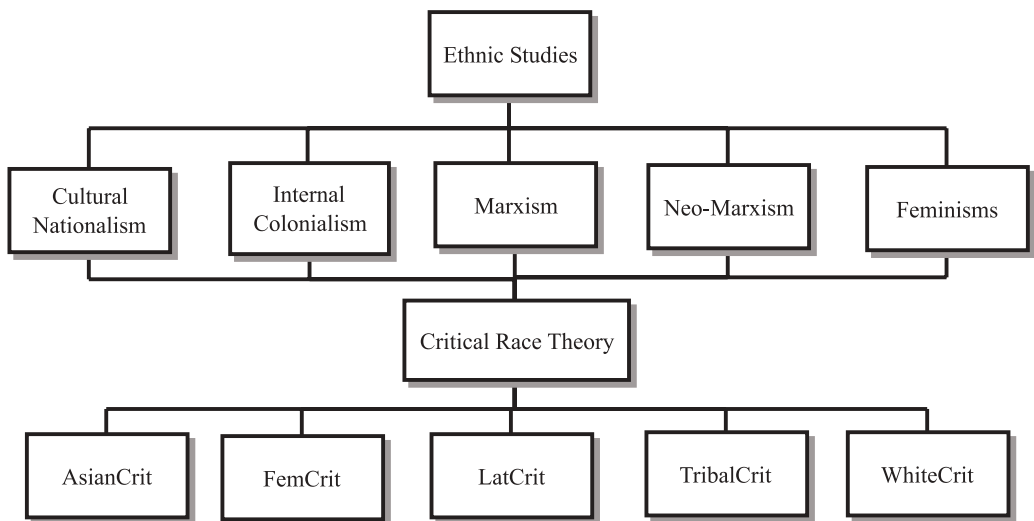 Ethnic Studies
Cultural
Nationalism
Internal
Colonialism
Marxism
Neo-Marxism
Feminisms
Critical Race Theory
AsianCrit
FemCrit
LatCrit
TribalCrit
WhiteCrit